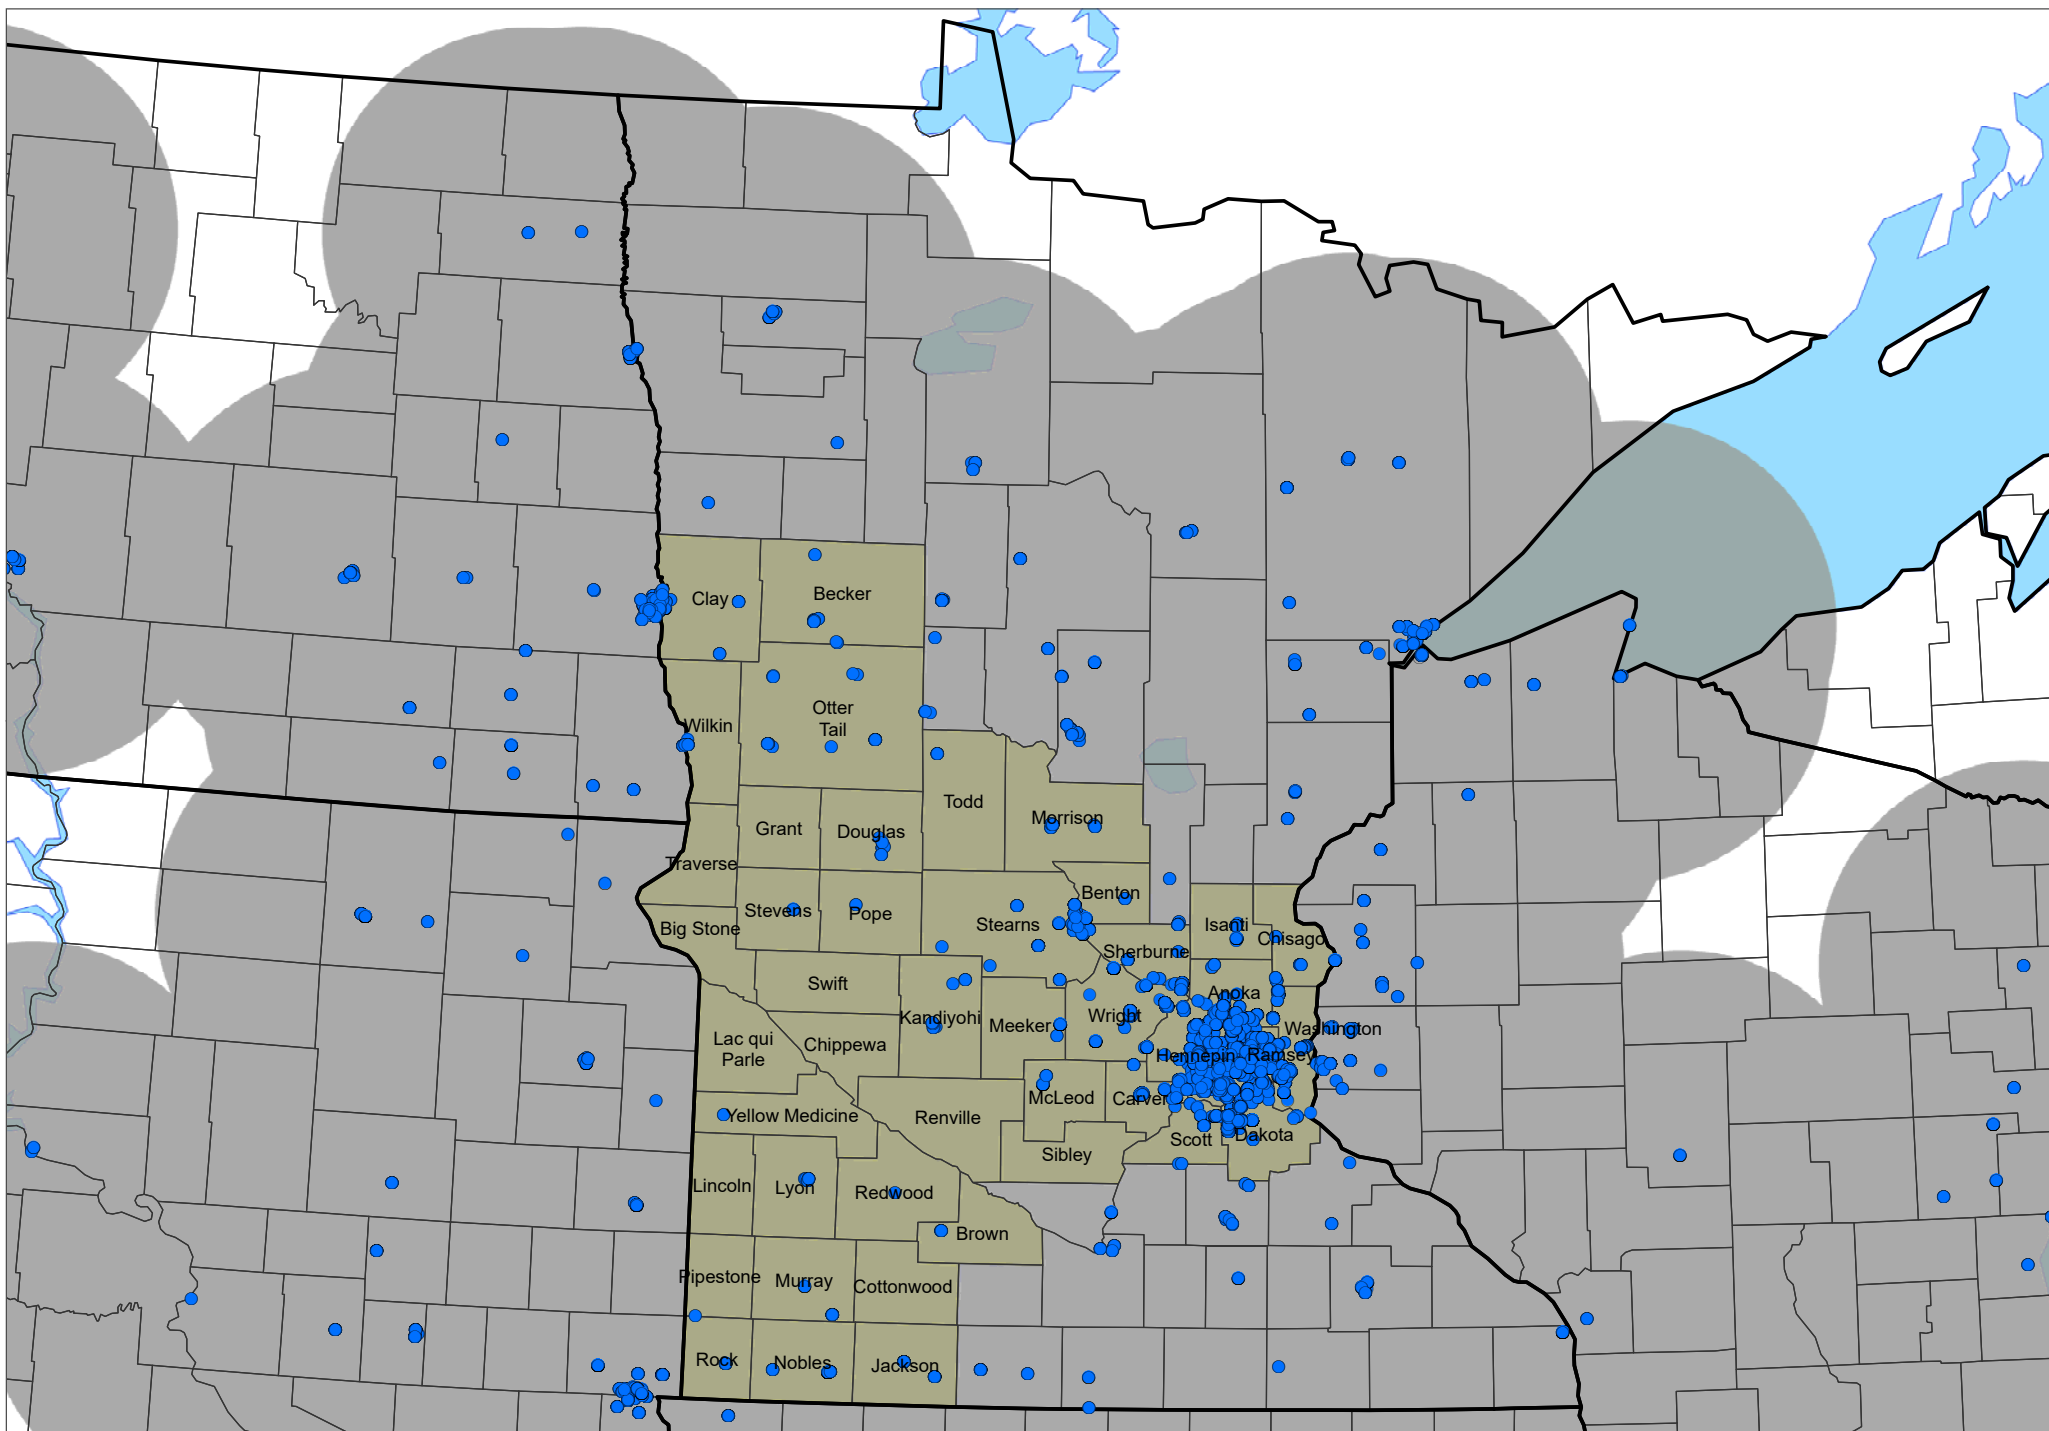 Clay
Becker
Wilkin
Otter
Tail
Todd
Morrison
Grant
Douglas
Traverse
Benton
Stevens
Pope
Stearns
Isanti
Big Stone
Chisago
Sherburne
Swift
Anoka
Kandiyohi
Meeker
Wright
Washington
Lac qui
Parle
Chippewa
Hennepin
Ramsey
McLeod
Carver
Yellow Medicine
Renville
Scott
Dakota
Sibley
Lincoln
Lyon
Redwood
Brown
Pipestone
Murray
Cottonwood
Rock
Nobles
Jackson